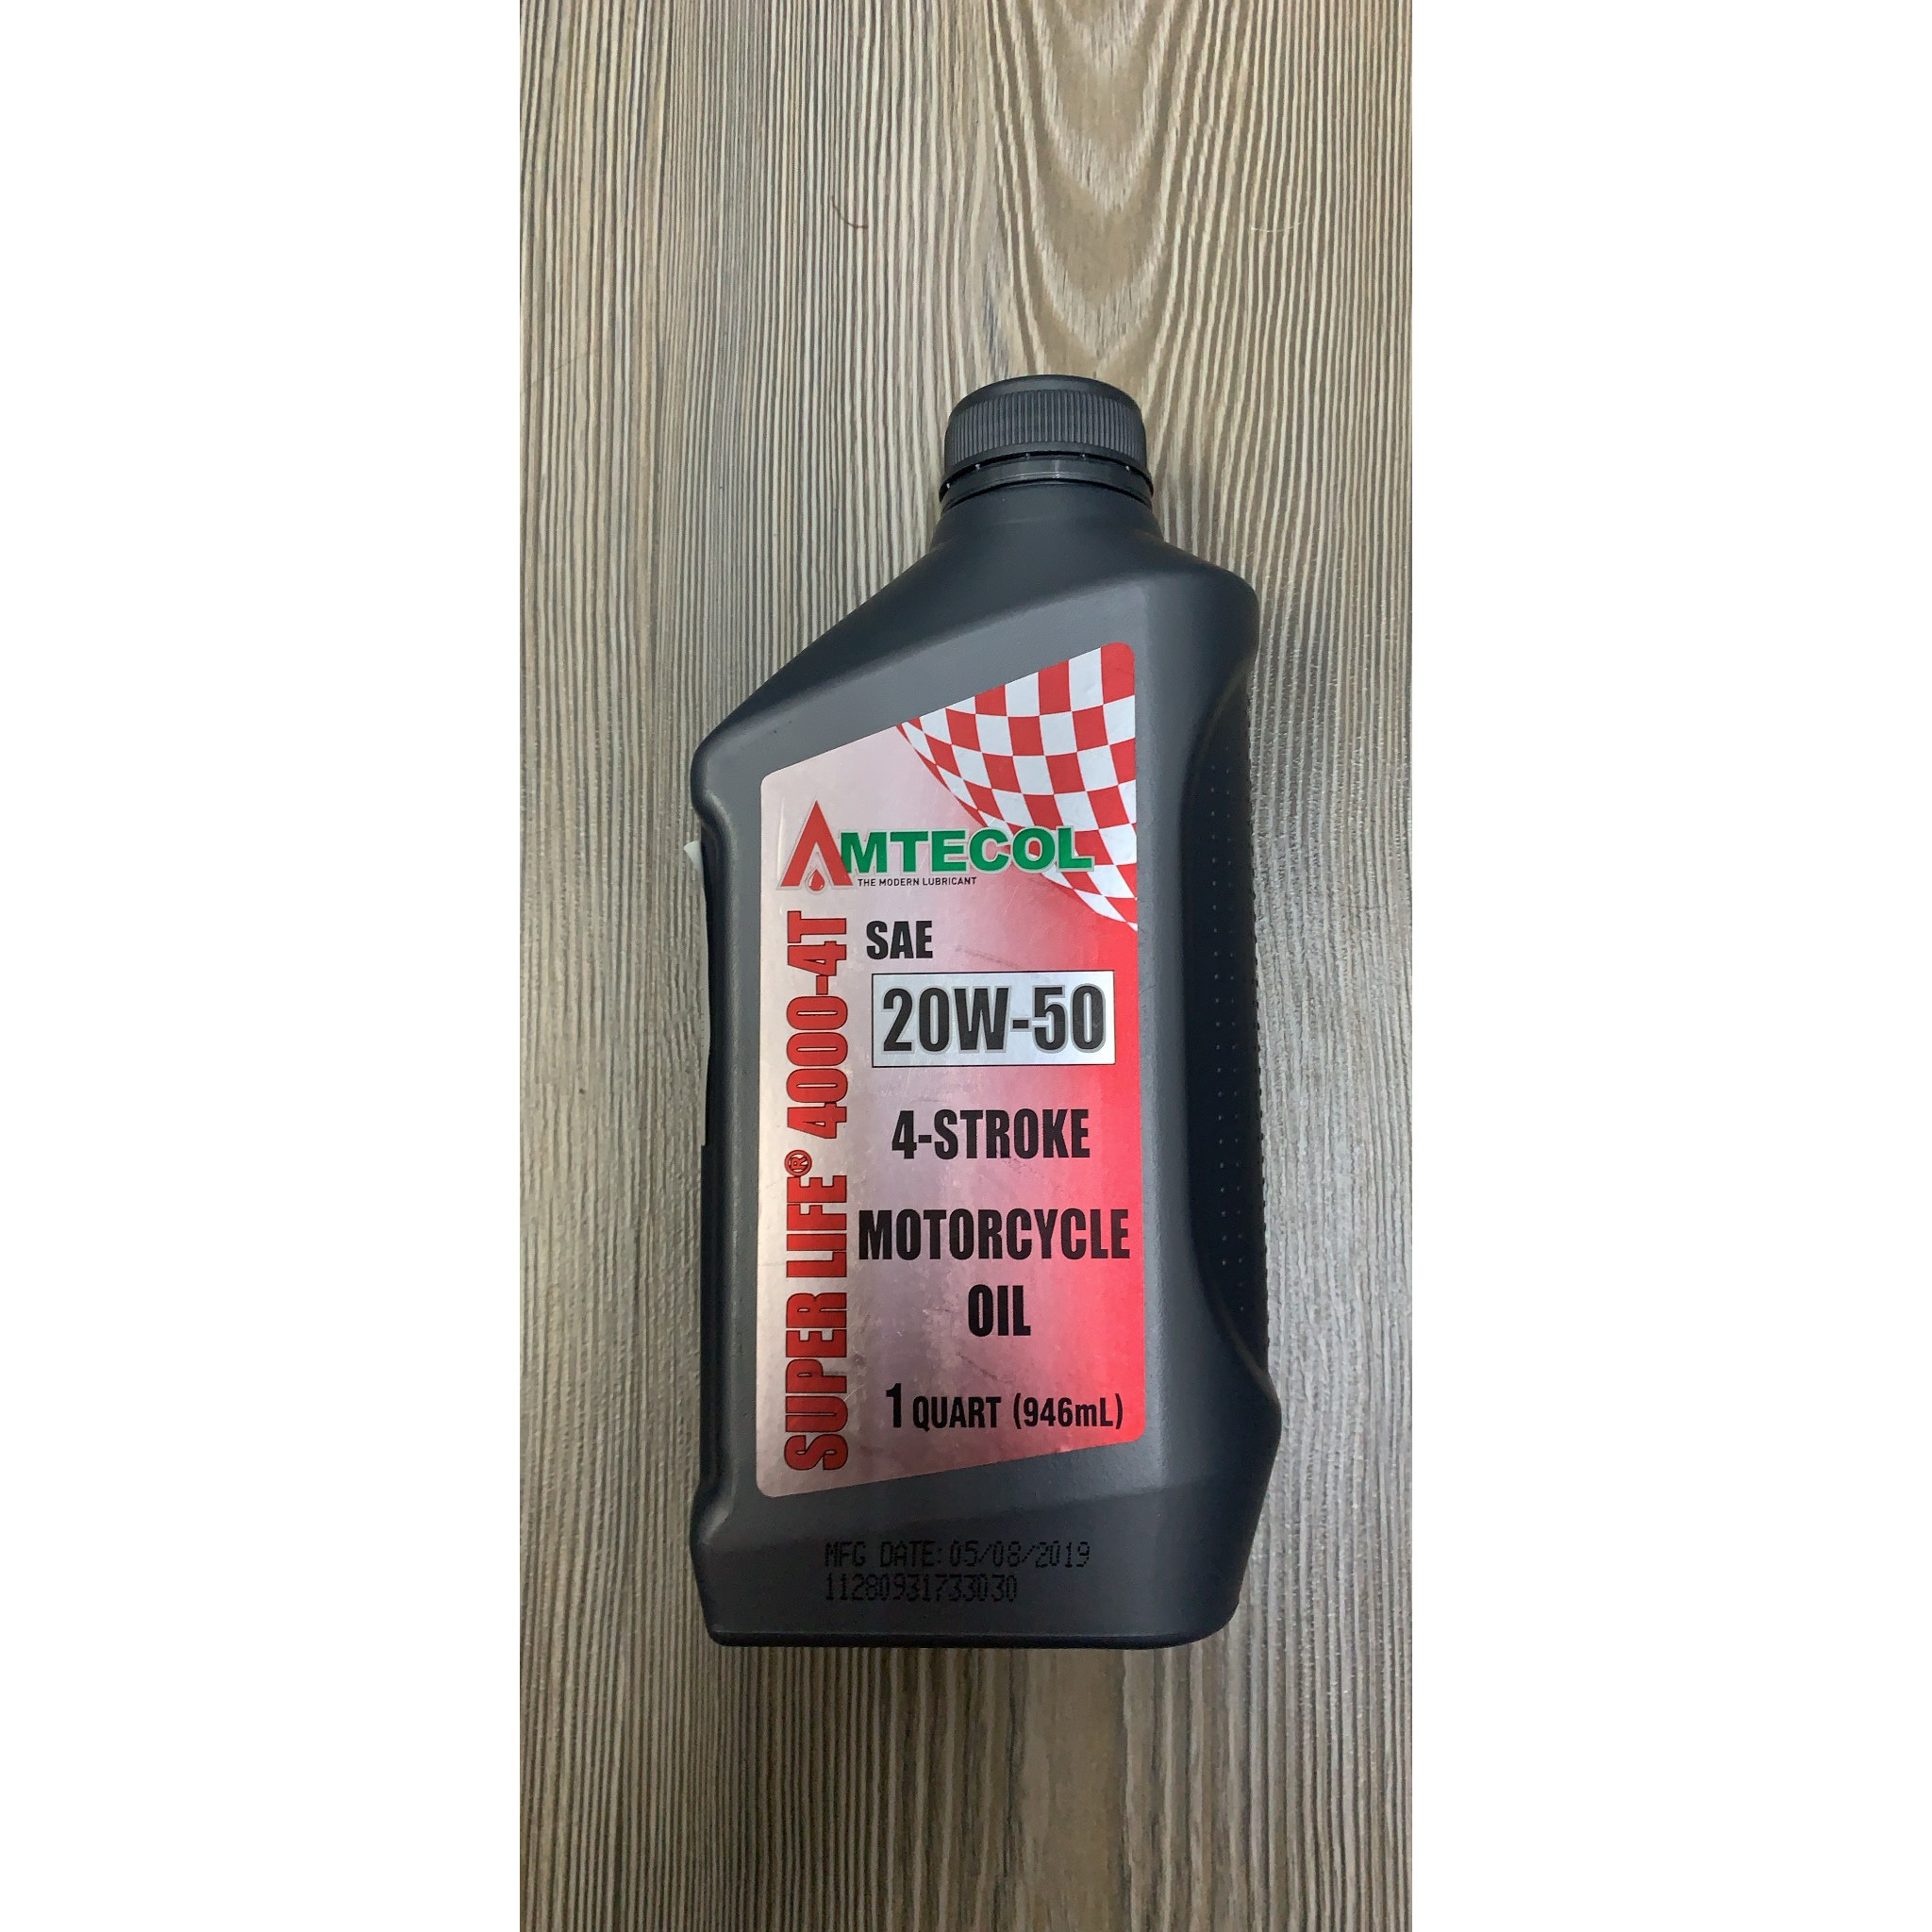 AMTECOL
THE MODERN LUBRICANT
SUPER LIFE® 4000-4T
SAE
20W-50
4-STROKE
MOTORCYCLE
OIL
1 QUART (946mL)
MFG DATE:05/08/2019
11280931733030